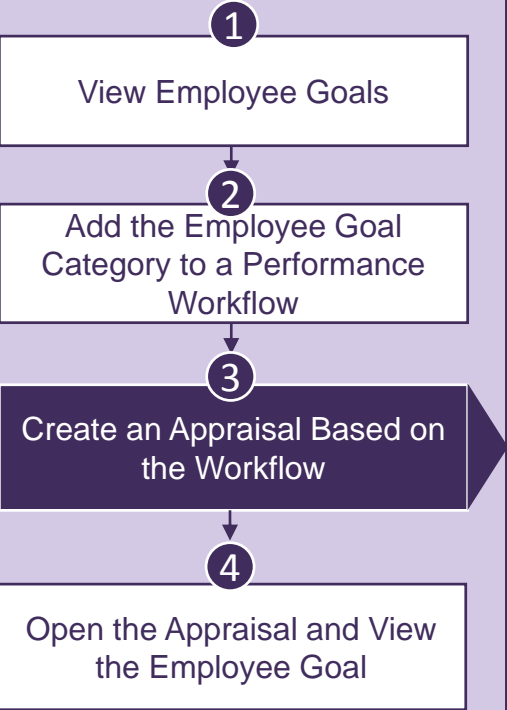 1
View Employee Goals
2
Add the Employee Goal
Category to a Performance
Workflow
3
Create an Appraisal Based on
the Workflow
4
Open the Appraisal and View
the Employee Goal